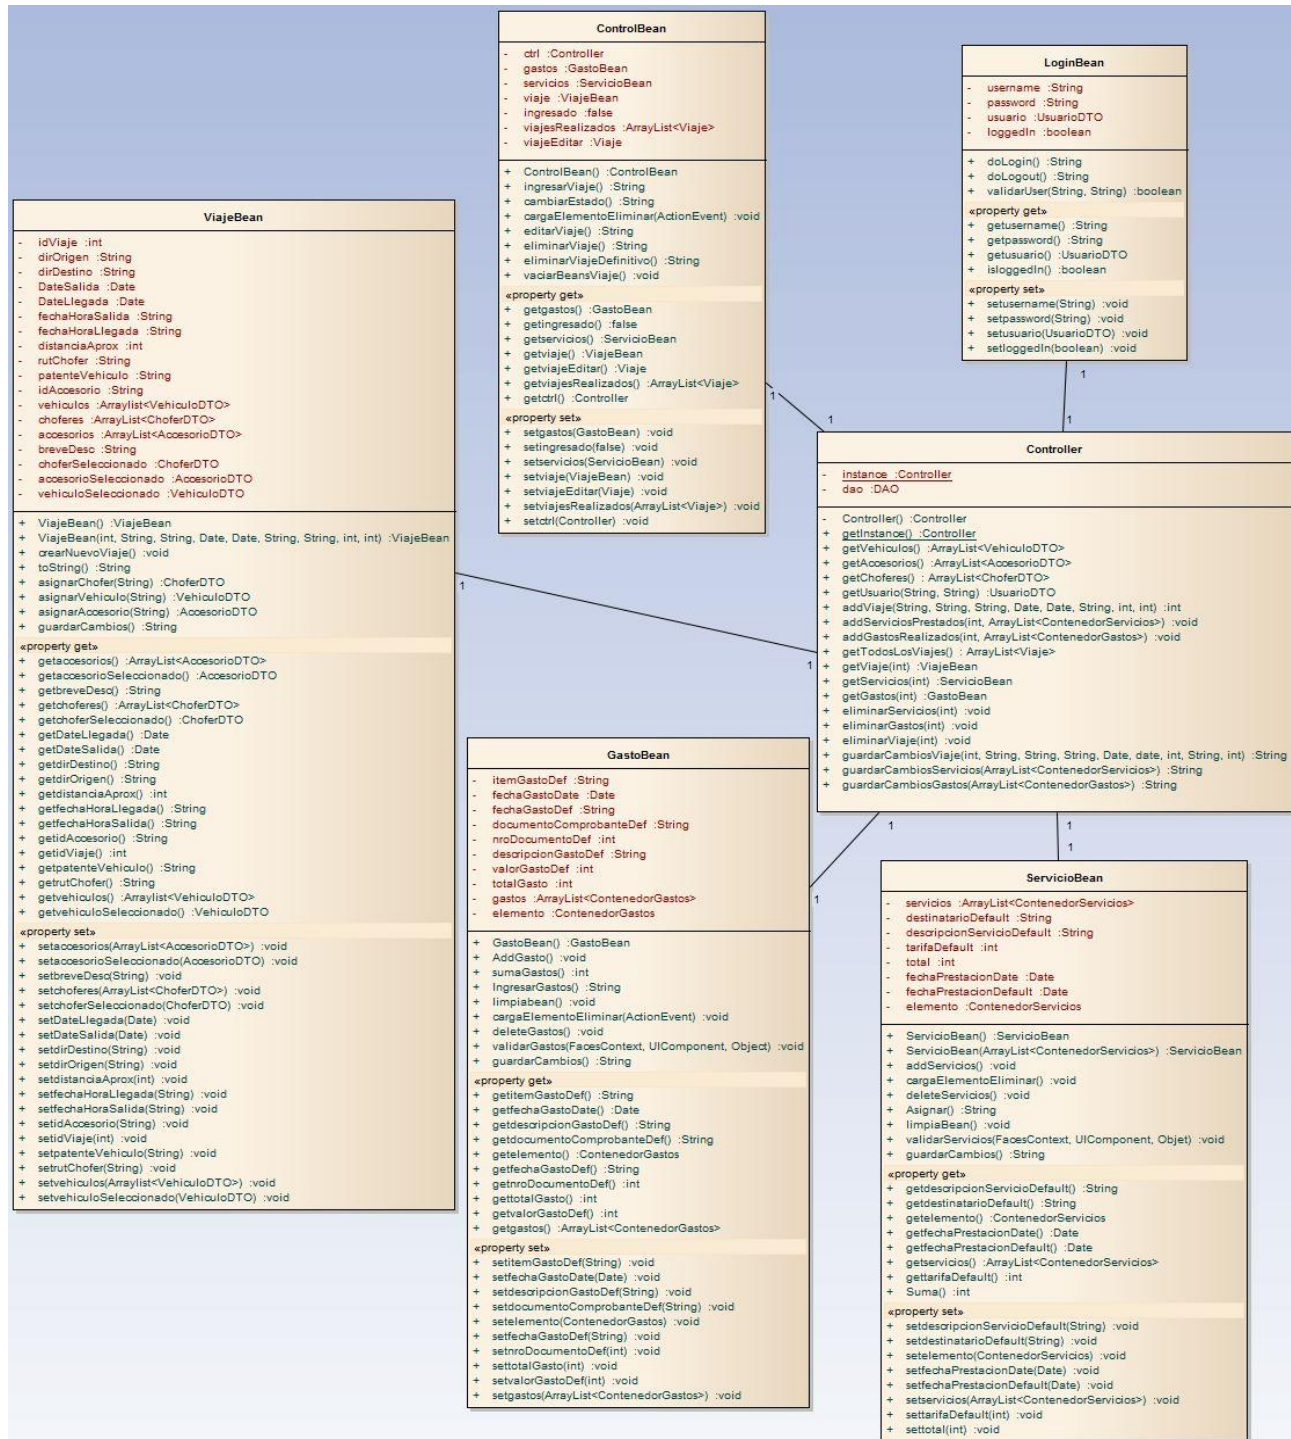 ControlBean
- ctrl :Controller
- gastos :GastoBean
- servicios :ServicioBean
- viaje :ViajeBean
- ingresado :false
- viajesRealizados :ArrayList<Viaje>
- viajeEditar :Viaje
+ ControlBean() :ControlBean
+ ingresarViaje() :String
+ cambiarEstado() :String
+ cargaElementoEliminar(ActionEvent) :void
+ editarViaje() :String
+ eliminarViaje() :String
+ eliminarViajeDefinitivo() :String
+ vaciarBeansViaje() :void
«property get»
+ getgastos() :GastoBean
+ getingresado() :false
+ getservicios() :ServicioBean
+ getviaje() :ViajeBean
+ getviajeEditar() :Viaje
+ getviajesRealizados() :ArrayList<Viaje>
+ getctrl() :Controller
«property set»
+ setgastos(GastoBean) :void
+ setingresado(false) :void
+ setservicios(ServicioBean) :void
+ setviaje(ViajeBean) :void
+ setviajeEditar(Viaje) :void
+ setviajesRealizados(ArrayList<Viaje>) :void
+ setctrl(Controller) :void
LoginBean
- username :String
- password :String
- usuario :UsuarioDTO
- loggedIn :boolean
+ doLogin() :String
+ doLogout() :String
+ validarUser(String, String) :boolean
«property get»
+ getusername() :String
+ getpassword() :String
+ getusuario() :UsuarioDTO
+ isloggedIn() :boolean
«property set»
+ setusername(String) :void
+ setpassword(String) :void
+ setusuario(UsuarioDTO) :void
+ setloggedIn(boolean) :void
1
1
1
1
ViajeBean
- idViaje :int
- dirOrigen :String
- dirDestino :String
- DateSalida :Date
- DateLlegada :Date
- fechaHoraSalida :String
- fechaHoraLlegada :String
- distanciaAprox :int
- rutChofer :String
- patenteVehiculo :String
- idAccesorio :String
- vehiculos :Arraylist<VehiculoDTO>
- choferes :ArrayList<ChoferDTO>
- accesorios :ArrayList<AccesorioDTO>
- breveDesc :String
- choferSeleccionado :ChoferDTO
- accesorioSeleccionado :AccesorioDTO
- vehiculoSeleccionado :VehiculoDTO
+ ViajeBean() :ViajeBean
+ ViajeBean(int, String, String, Date, Date, String, String, int, int) :ViajeBean
+ crearNuevoViaje() :void
+ toString() :String
+ asignarChofer(String) :ChoferDTO
+ asignarVehiculo(String) :VehiculoDTO
+ asignarAccesorio(String) :AccesorioDTO
+ guardarCambios() :String
«property get»
+ getaccesorios() :ArrayList<AccesorioDTO>
+ getaccesorioSeleccionado() :AccesorioDTO
+ getbreveDesc() :String
+ getchoferes() :ArrayList<ChoferDTO>
+ getchoferSeleccionado() :ChoferDTO
+ getDateLlegada() :Date
+ getDateSalida() :Date
+ getdirDestino() :String
+ getdirOrigen() :String
+ getdistanciaAprox() :int
+ getfechaHoraLlegada() :String
+ getfechaHoraSalida() :String
+ getidAccesorio() :String
+ getidViaje() :int
+ getpatenteVehiculo() :String
+ getrutChofer() :String
+ getvehiculos() :Arraylist<VehiculoDTO>
+ getvehiculoSeleccionado() :VehiculoDTO
«property set»
+ setaccesorios(ArrayList<AccesorioDTO>) :void
+ setaccesorioSeleccionado(AccesorioDTO) :void
+ setbreveDesc(String) :void
+ setchoferes(ArrayList<ChoferDTO>) :void
+ setchoferSeleccionado(ChoferDTO) :void
+ setDateLlegada(Date) :void
+ setDateSalida(Date) :void
+ setdirDestino(String) :void
+ setdirOrigen(String) :void
+ setdistanciaAprox(int) :void
+ setfechaHoraLlegada(String) :void
+ setfechaHoraSalida(String) :void
+ setidAccesorio(String) :void
+ setidViaje(int) :void
+ setpatenteVehiculo(String) :void
+ setrutChofer(String) :void
+ setvehiculos(Arraylist<VehiculoDTO>) :void
+ setvehiculoSeleccionado(VehiculoDTO) :void
1
1
Controller
- instance :Controller
- dao :DAO
- Controller() :Controller
+ getInstance() :Controller
+ getVehiculos() :ArrayList<VehiculoDTO>
+ getAccesorios() :ArrayList<AccesorioDTO>
+ getChoferes() : ArrayList<ChoferDTO>
+ getUsuario(String, String) :UsuarioDTO
+ addViaje(String, String, String, Date, Date, String, int, int) :int
+ addServiciosPrestados(int, ArrayList<ContenedorServicios>) :void
+ addGastosRealizados(int, ArrayList<ContenedorGastos>) :void
+ getTodosLosViajes() : ArrayList<Viaje>
+ getViaje(int) :ViajeBean
+ getServicios(int) :ServicioBean
+ getGastos(int) :GastoBean
+ eliminarServicios(int) :void
+ eliminarGastos(int) :void
+ eliminarViaje(int) :void
+ guardarCambiosViaje(int, String, String, String, Date, date, int, String, int) :String
+ guardarCambiosServicios(ArrayList<ContenedorServicios>) :String
+ guardarCambiosGastos(ArrayList<ContenedorGastos>) :String
1
1
1
1
GastoBean
- itemGastoDef :String
- fechaGastoDate :Date
- fechaGastoDef :String
- documentoComprobanteDef :String
- nroDocumentoDef :int
- descripcionGastoDef :String
- valorGastoDef :int
- totalGasto :int
- gastos :ArrayList<ContenedorGastos>
- elemento :ContenedorGastos
+ GastoBean() :GastoBean
+ AddGasto() :void
+ sumaGastos() :int
+ IngresarGastos() :String
+ limpiabean() :void
+ cargaElementoEliminar(ActionEvent) :void
+ deleteGastos() :void
+ validarGastos(FacesContext, UIComponent, Object) :void
+ guardarCambios() :String
«property get»
+ getitemGastoDef() :String
+ getfechaGastoDate() :Date
+ getdescripcionGastoDef() :String
+ getdocumentoComprobanteDef() :String
+ getelemento() :ContenedorGastos
+ getfechaGastoDef() :String
+ getnroDocumentoDef() :int
+ gettotalGasto() :int
+ getvalorGastoDef() :int
+ getgastos() :ArrayList<ContenedorGastos>
«property set»
+ setitemGastoDef(String) :void
+ setfechaGastoDate(Date) :void
+ setdescripcionGastoDef(String) :void
+ setdocumentoComprobanteDef(String) :void
+ setelemento(ContenedorGastos) :void
+ setfechaGastoDef(String) :void
+ setnroDocumentoDef(int) :void
+ settotalGasto(int) :void
+ setvalorGastoDef(int) :void
+ setgastos(ArrayList<ContenedorGastos>) :void
ServicioBean
- servicios :ArrayList<ContenedorServicios>
- destinatarioDefault :String
- descripcionServicioDefault :String
- tarifaDefault :int
- total :int
- fechaPrestacionDate :Date
- fechaPrestacionDefault :Date
- elemento :ContenedorServicios
+ ServicioBean() :ServicioBean
+ ServicioBean(ArrayList<ContenedorServicios>) :ServicioBean
+ addServicios() :void
+ cargaElementoEliminar() :void
+ deleteServicios() :void
+ Asignar() :String
+ limpiaBean() :void
+ validarServicios(FacesContext, UIComponent, Objet) :void
+ guardarCambios() :String
«property get»
+ getdescripcionServicioDefault() :String
+ getdestinatarioDefault() :String
+ getelemento() :ContenedorServicios
+ getfechaPrestacionDate() :Date
+ getfechaPrestacionDefault() :Date
+ getservicios() :ArrayList<ContenedorServicios>
+ gettarifaDefault() :int
+ Suma() :int
«property set»
+ setdescripcionServicioDefault(String) :void
+ setdestinatarioDefault(String) :void
+ setelemento(ContenedorServicios) :void
+ setfechaPrestacionDate(Date) :void
+ setfechaPrestacionDefault(Date) :void
+ setservicios(ArrayList<ContenedorServicios>) :void
+ settarifaDefault(int) :void
+ settotal(int) :void